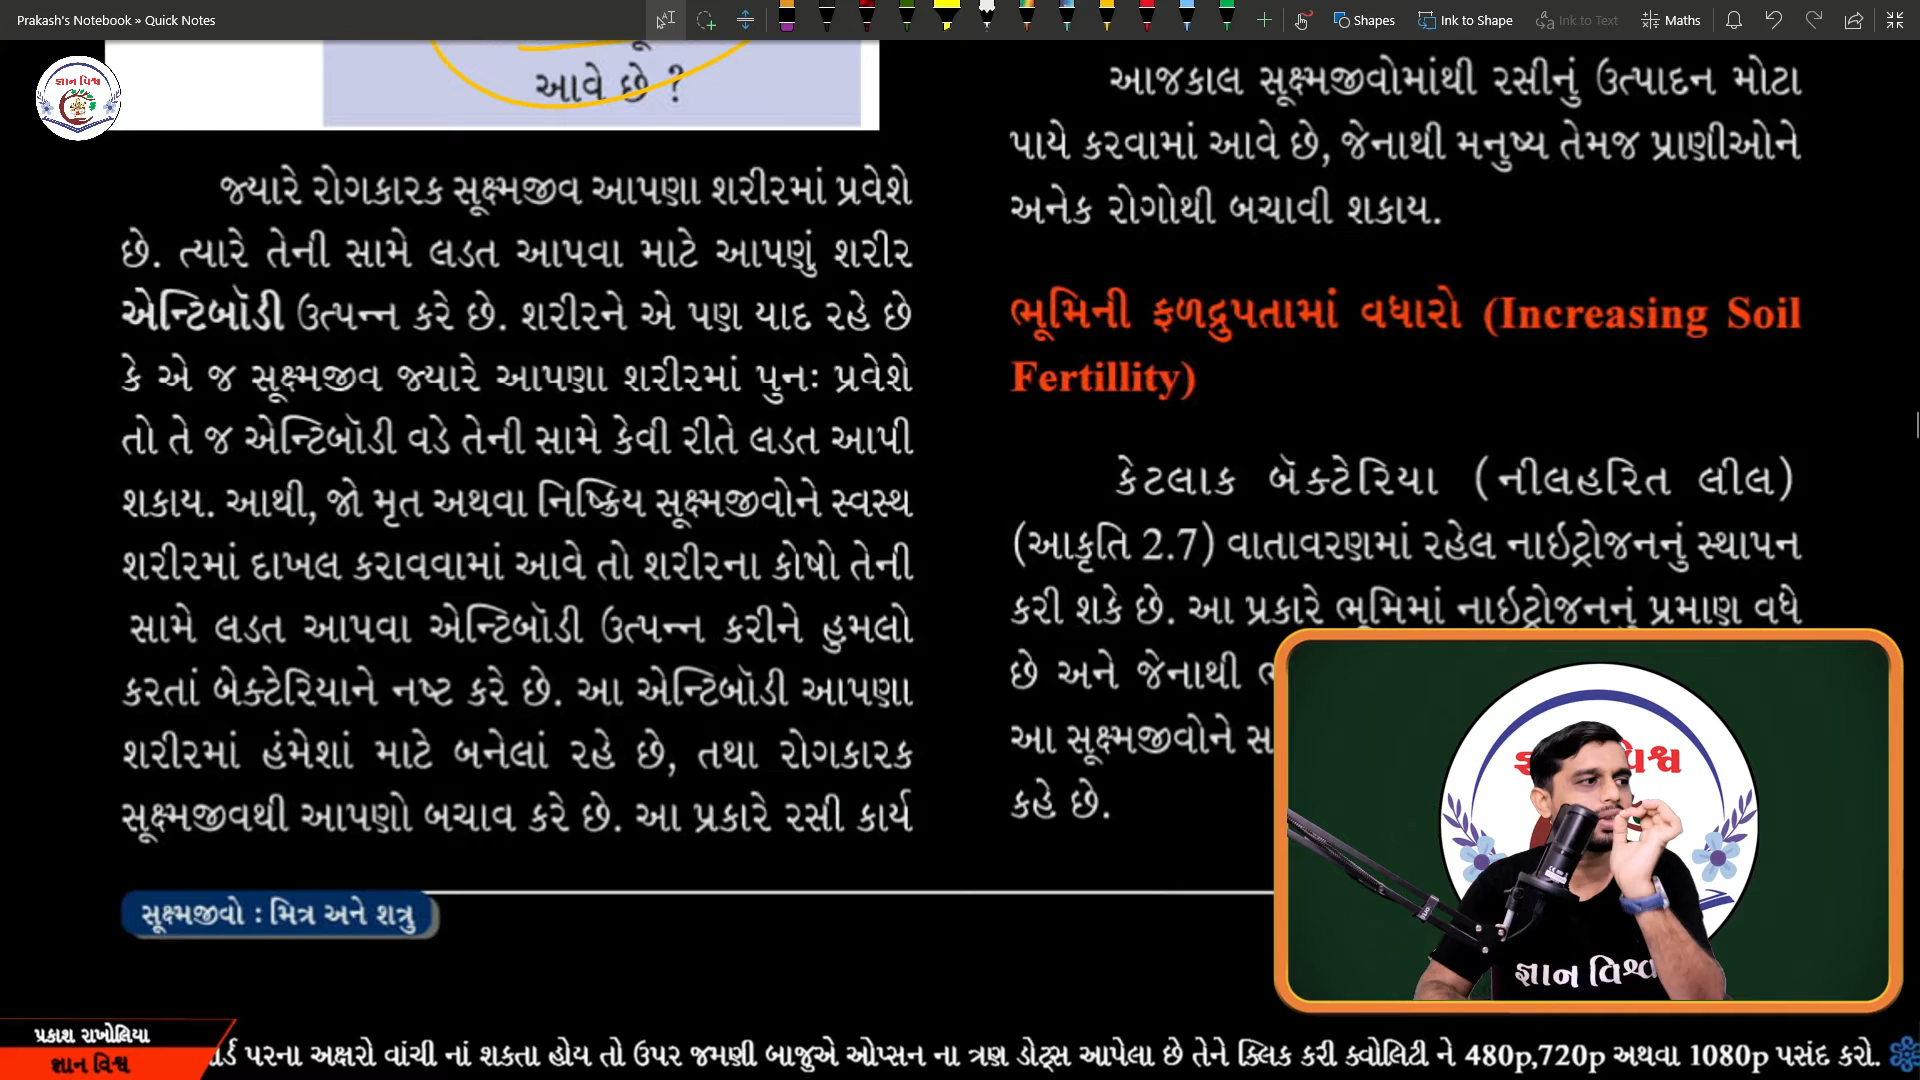 Prakash's Notebook » Quick Notes
Shapes
Ink to Shape
Ink to Text
Maths
જ્ઞાન વિશ્વ
આવે છે ?
જ્યારે રોગકારક સૂક્ષ્મજીવ આપણા શરીરમાં પ્રવેશે
છે. ત્યારે તેની સામે લડત આપવા માટે આપણું શરીર
ઍન્ટિબૉડી ઉત્પન્ન કરે છે. શરીરને એ પણ યાદ રહે છે
કે એ જ સૂક્ષ્મજીવ જ્યારે આપણા શરીરમાં પુનઃ પ્રવેશે
તો તે જ ઍન્ટિબૉડી વડે તેની સામે કેવી રીતે લડત આપી
શકાય. આથી, જો મૃત અથવા નિષ્ક્રિય સૂક્ષ્મજીવોને સ્વસ્થ
શરીરમાં દાખલ કરાવવામાં આવે તો શરીરના કોષો તેની
સામે લડત આપવા ઍન્ટિબૉડી ઉત્પન્ન કરીને હુમલો
કરતાં બેક્ટેરિયાને નષ્ટ કરે છે. આ ઍન્ટિબૉડી આપણા
શરીરમાં હંમેશાં માટે બનેલાં રહે છે, તથા રોગકારક
સૂક્ષ્મજીવથી આપણો બચાવ કરે છે. આ પ્રકારે રસી કાર્ય
સૂક્ષ્મજીવો : મિત્ર અને શત્રુ
આજકાલ સૂક્ષ્મજીવોમાંથી રસીનું ઉત્પાદન મોટા
પાયે કરવામાં આવે છે, જેનાથી મનુષ્ય તેમજ પ્રાણીઓને
અનેક રોગોથી બચાવી શકાય.
ભૂમિની ફળદ્રુપતામાં વધારો (Increasing Soil
Fertillity)
કેટલાક બૅક્ટેરિયા (નીલહરિત લીલ)
(આકૃતિ 2.7) વાતાવરણમાં રહેલ નાઇટ્રોજનનું સ્થાપન
કરી શકે છે. આ પ્રકારે ભૂમિમાં નાઇટ્રોજનનું પ્રમાણ વધે
છે અને જેનાથી
આ સૂક્ષ્મજીવોને
કહે છે.
જ્ઞાન વિશ્વ
પ્રકાશ રાખોલિયા
જ્ઞાન વિશ્વ
પરના અક્ષરો વાંચી નાં શકતા હોય તો ઉપર જમણી બાજુએ ઓપ્સન ના ત્રણ ડોટ્સ આપેલા છે તેને ક્લિક કરી ક્વોલિટી ને 480p,720p અથવા 1080p પસંદ કરો.